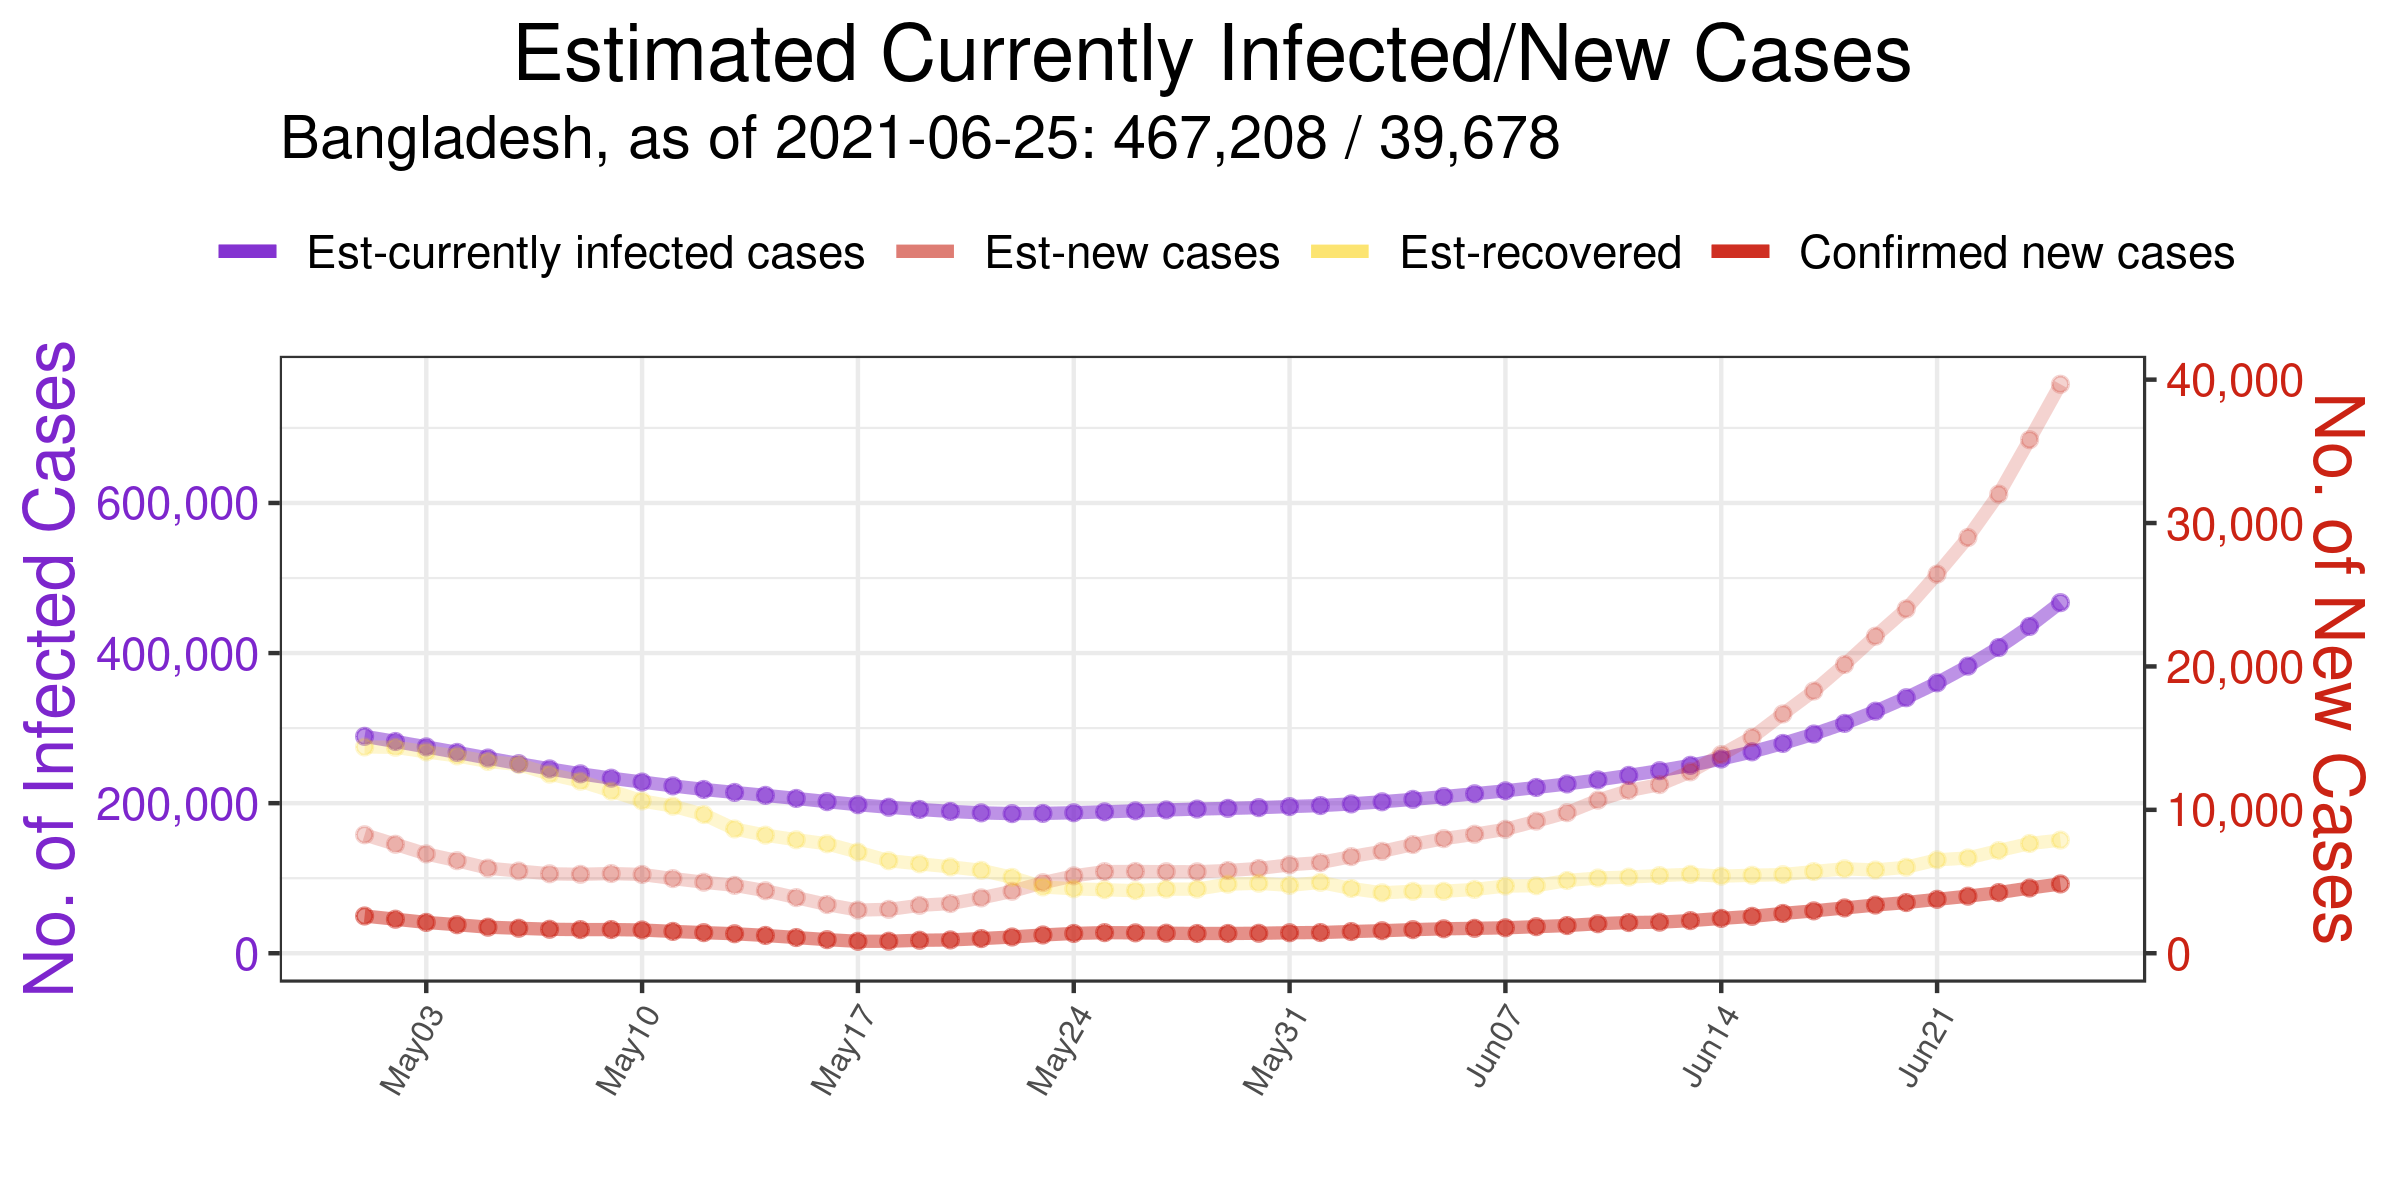 Estimated Currently Infected/New Cases
Bangladesh, as of 2021-06-25: 467,208 / 39,678
Est-currently infected cases Est-new cases Est-recovered Confirmed new cases
No. of Infected Cases
600,000
400,000
200,000
0
40,000
30,000
20,000
10,000
0
No. of New Cases
May03 May10 May17 May24 May31 Jun07 Jun14 Jun21